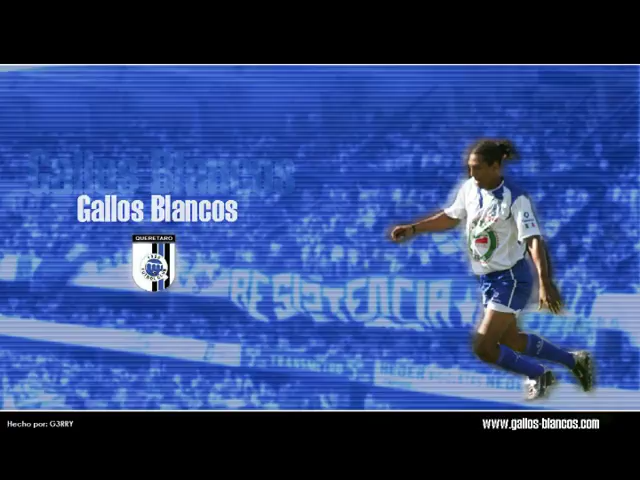 Gallos Blancos
Gallos Blancos
QUERETARO
RESISTENCIA
Hecho por: G3RRY
www.gallos-blancos.com